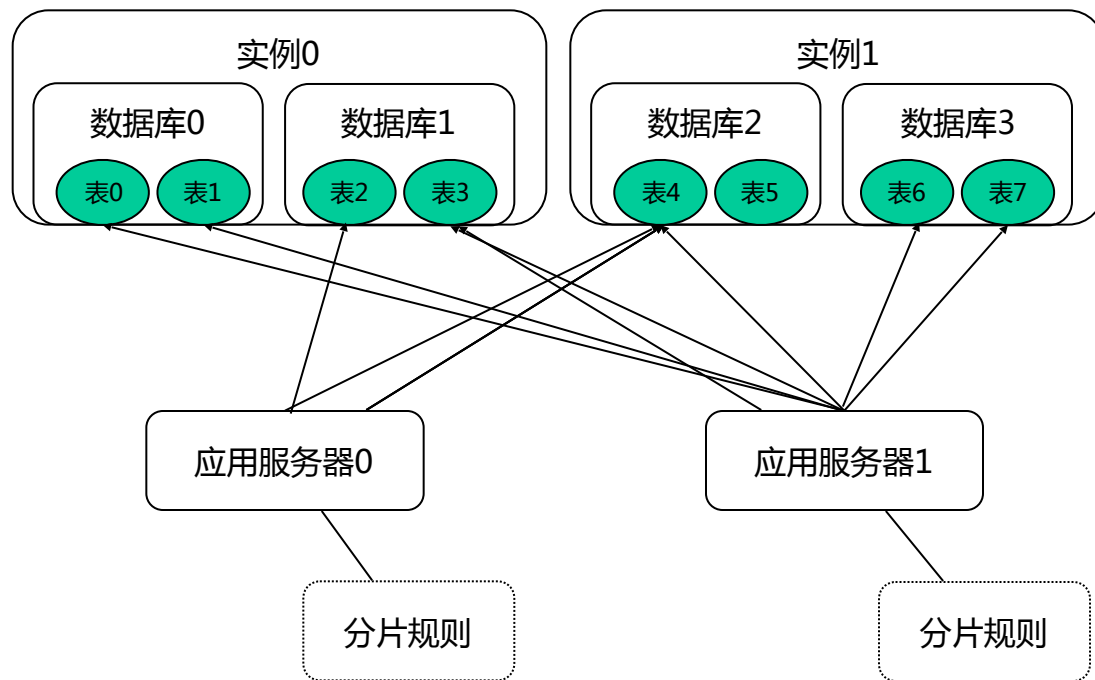 实例0
实例1
数据库0
数据库1
数据库2
数据库3
表0
表1
表2
表3
表4
表5
表6
表7
应用服务器0
应用服务器1
分片规则
分片规则